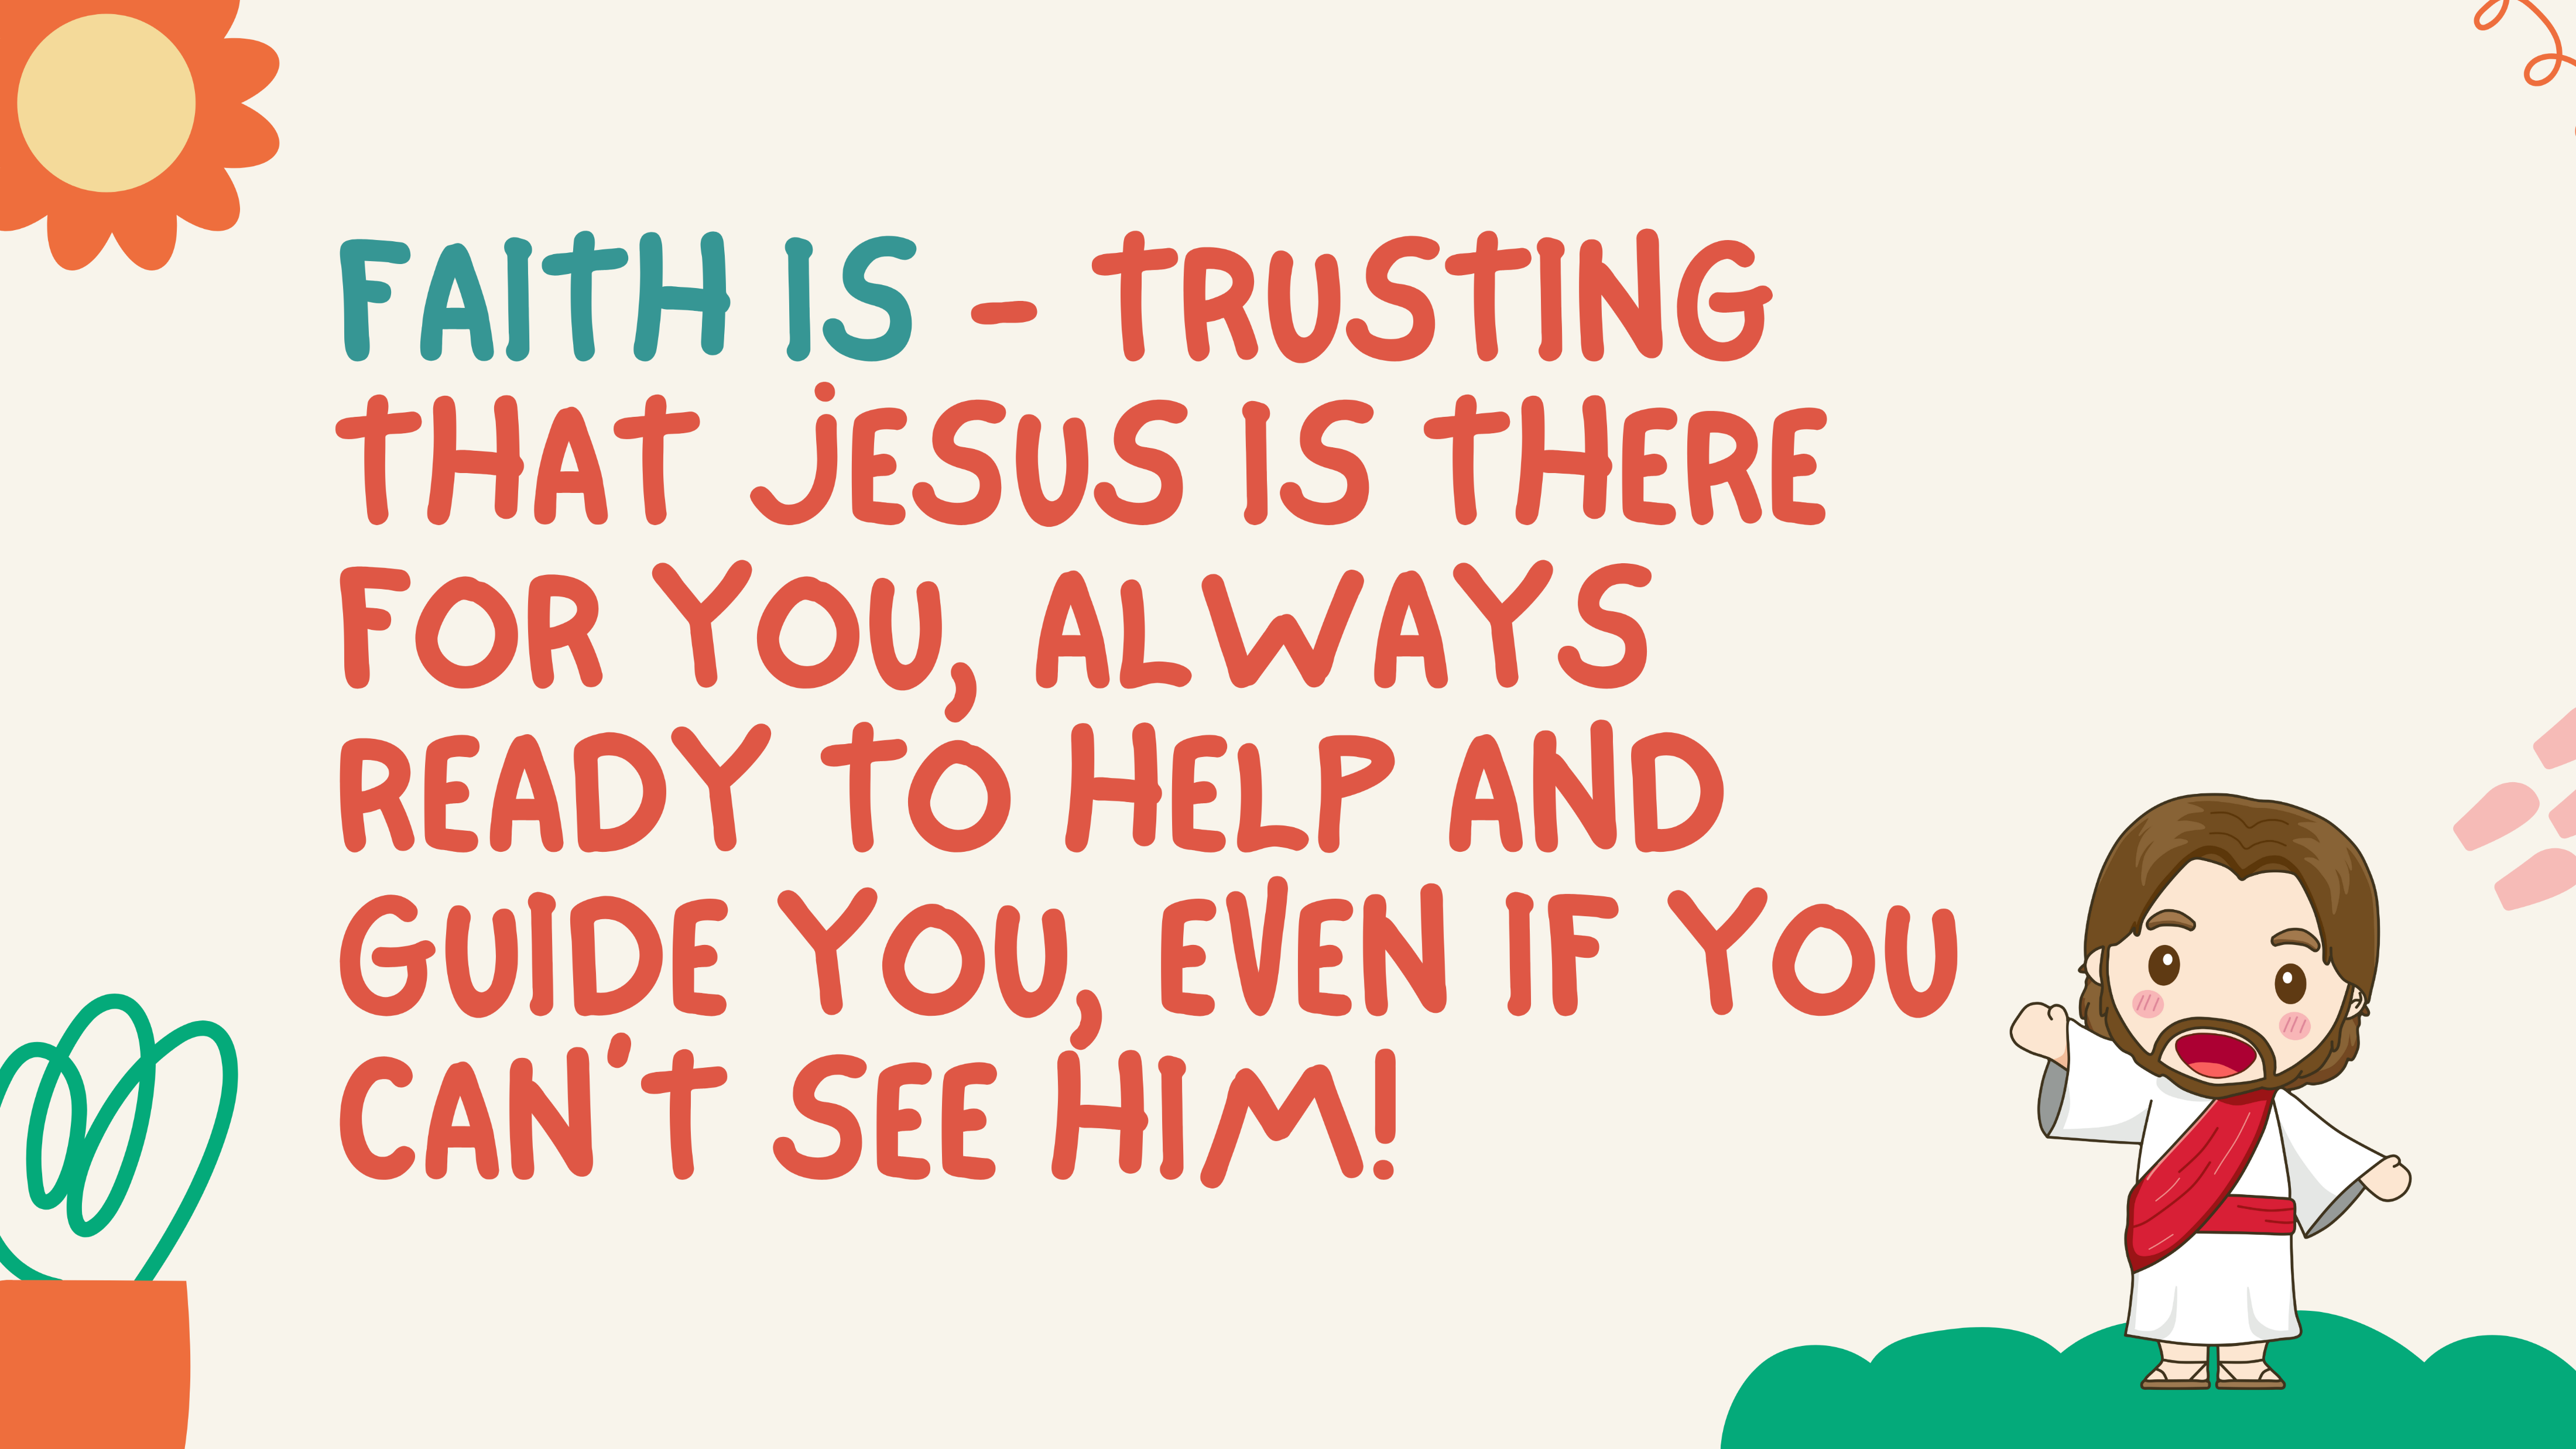 FAITH IS - TRUSTING
THAT JESUS IS THERE
FOR YOU, ALWAYS
READY TO HELP AND
GUIDE YOU, EVEN IF YOU
CAN'T SEE HIM!